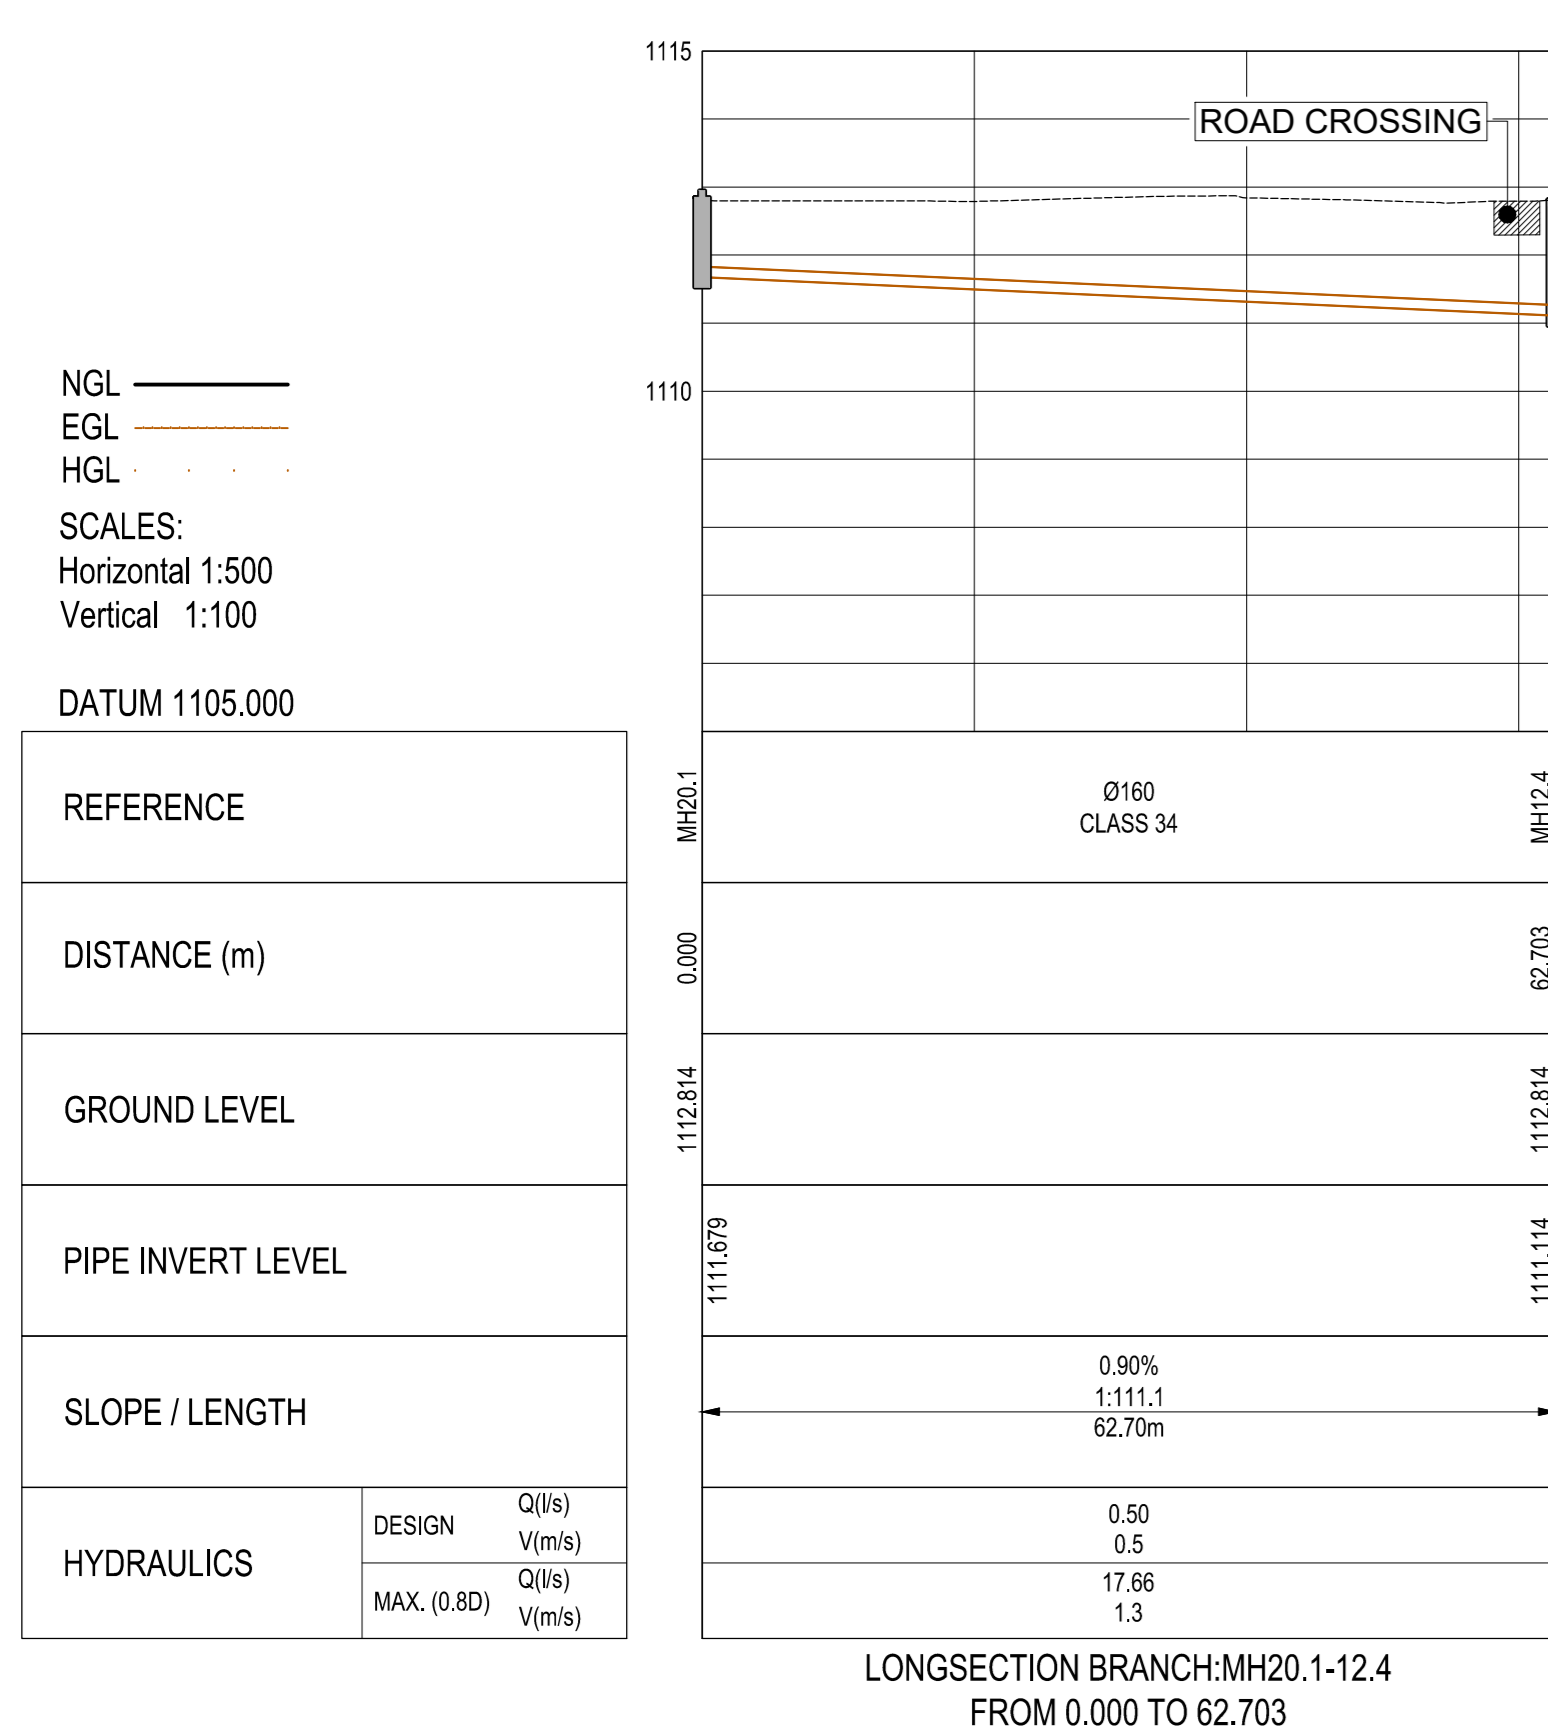 1115
ROAD CROSSING
1110
NGL
EGL
HGL
SCALES:
Horizontal 1:500
Vertical 1:100
DATUM 1105.000
REFERENCE
MH20.1
Ø160
CLASS 34
MH12.4
DISTANCE (m)
0.000
62.703
GROUND LEVEL
1112.814
1112.814
PIPE INVERT LEVEL
1111.679
1111.114
SLOPE / LENGTH
0.90%
1:111.1
62.70m
HYDRAULICS
DESIGN
Q(l/s)
V(m/s)
0.50
0.5
MAX. (0.8D)
Q(l/s)
V(m/s)
17.66
1.3
LONGSECTION BRANCH:MH20.1-12.4
FROM 0.000 TO 62.703